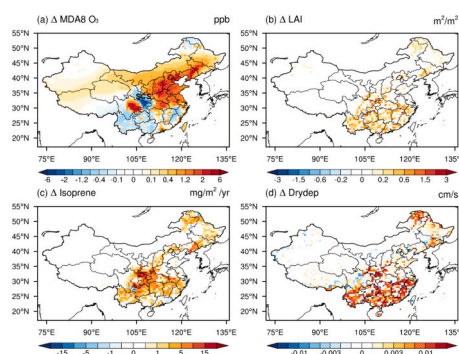 (a) Δ MDA8 O₃ ppb
(b) Δ LAI m²/m²
55°N 55°N
50°N 50°N
45°N 45°N
40°N 40°N
35°N 35°N
30°N 30°N
25°N 25°N
20°N 20°N
75°E 90°E 105°E 120°E 135°E 75°E 90°E 105°E 120°E 135°E
-6 -2 -1.2 -0.4 -0.1 0 0.1 0.4 1.2 2 6
-3 -1.5 -0.6 -0.2 0 0.2 0.6 1.5 3
(c) Δ Isoprene mg/m² /yr
(d) Δ Drydep cm/s
55°N 55°N
50°N 50°N
45°N 45°N
40°N 40°N
35°N 35°N
30°N 30°N
25°N 25°N
20°N 20°N
75°E 90°E 105°E 120°E 135°E 75°E 90°E 105°E 120°E 135°E
-15 -5 -1 0 1 5 15
-0.01 -0.003 0 0.003 0.01